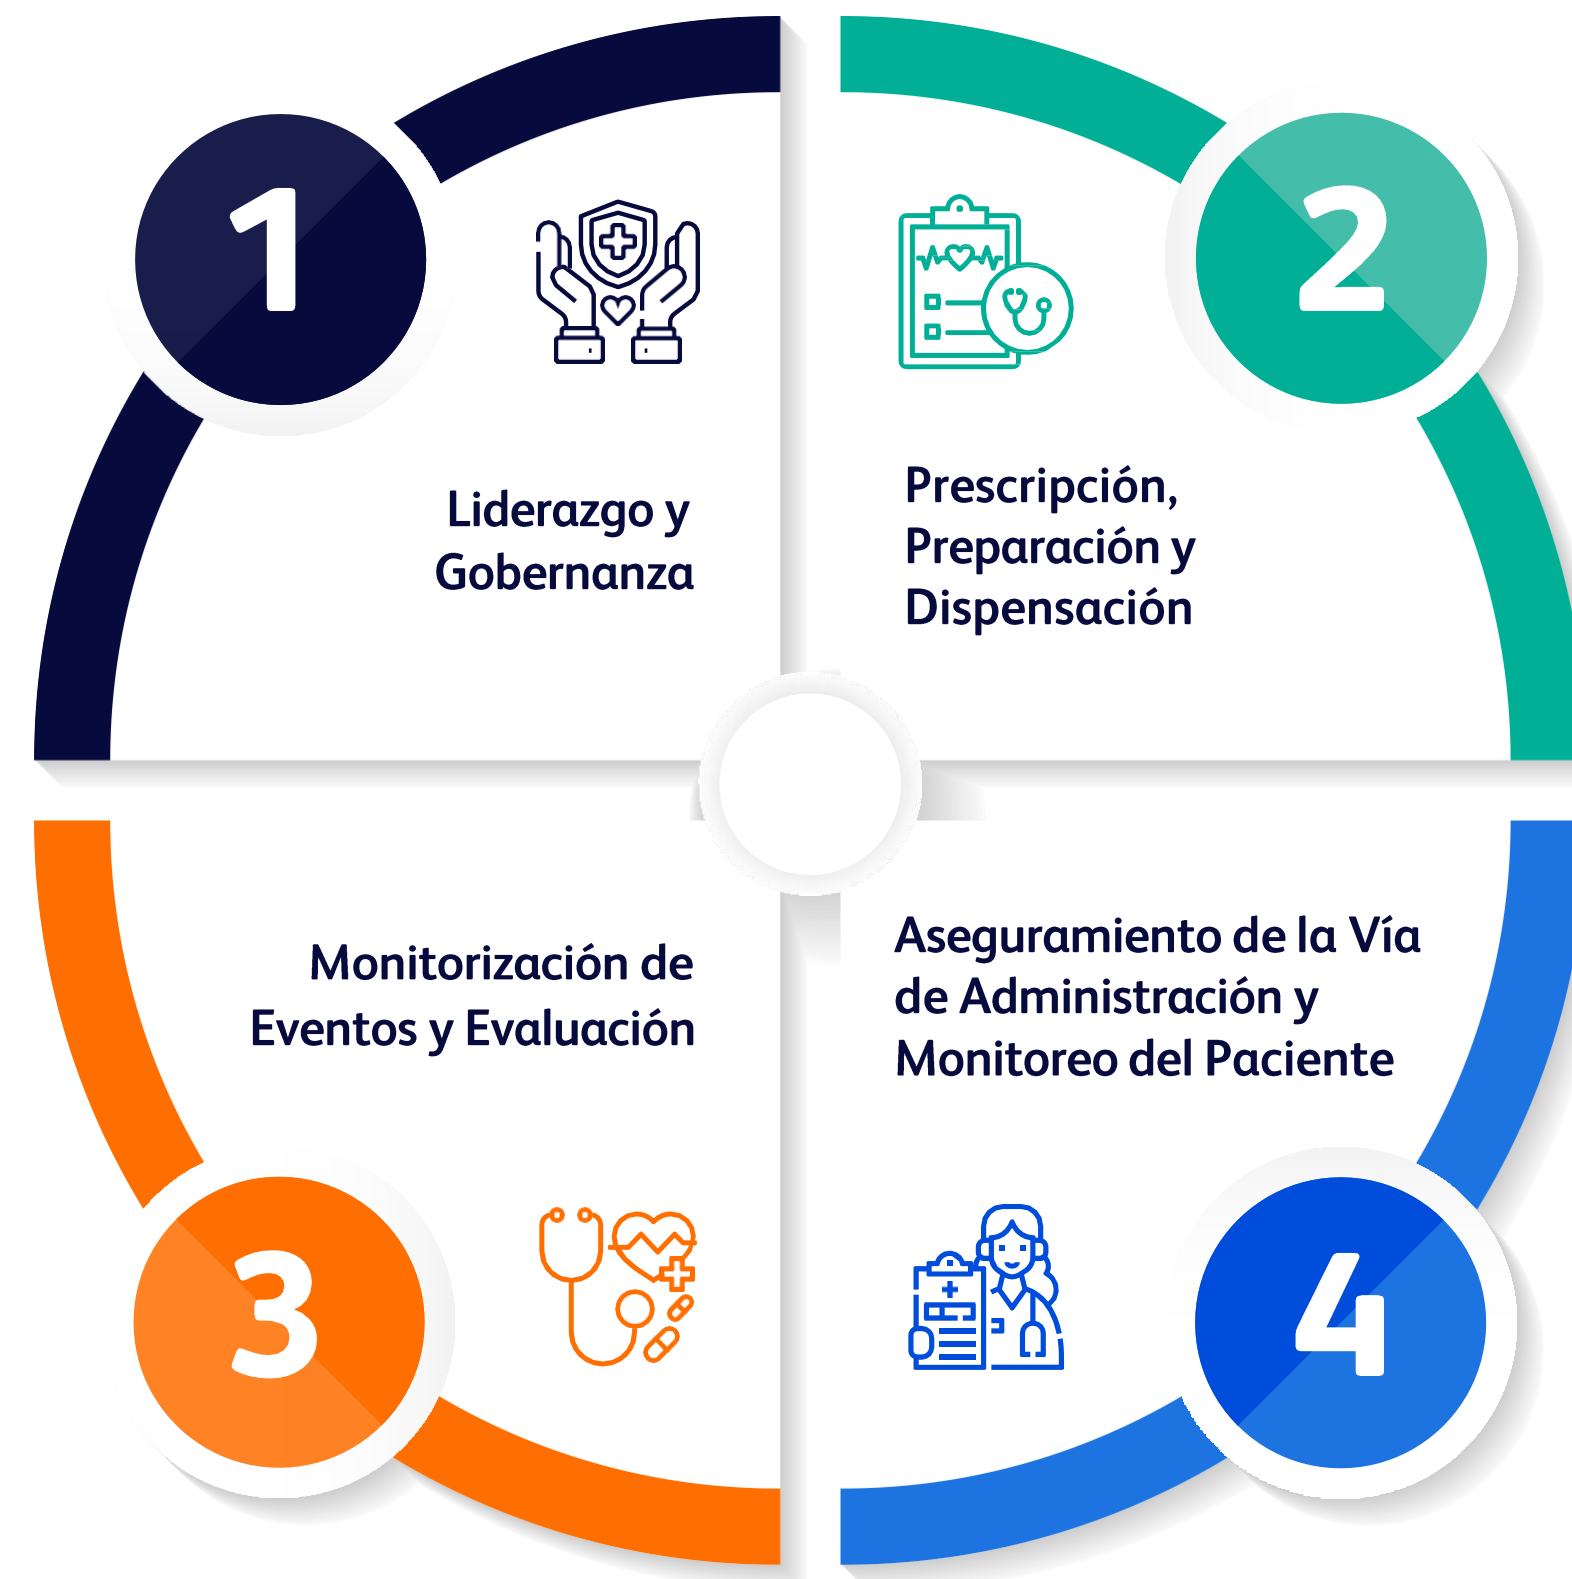 1
Liderazgo y
Gobernanza
2
Prescripción,
Preparación y
Dispensación
Monitorización de
Eventos y Evaluación
3
Aseguramiento de la Vía
de Administración y
Monitoreo del Paciente
4